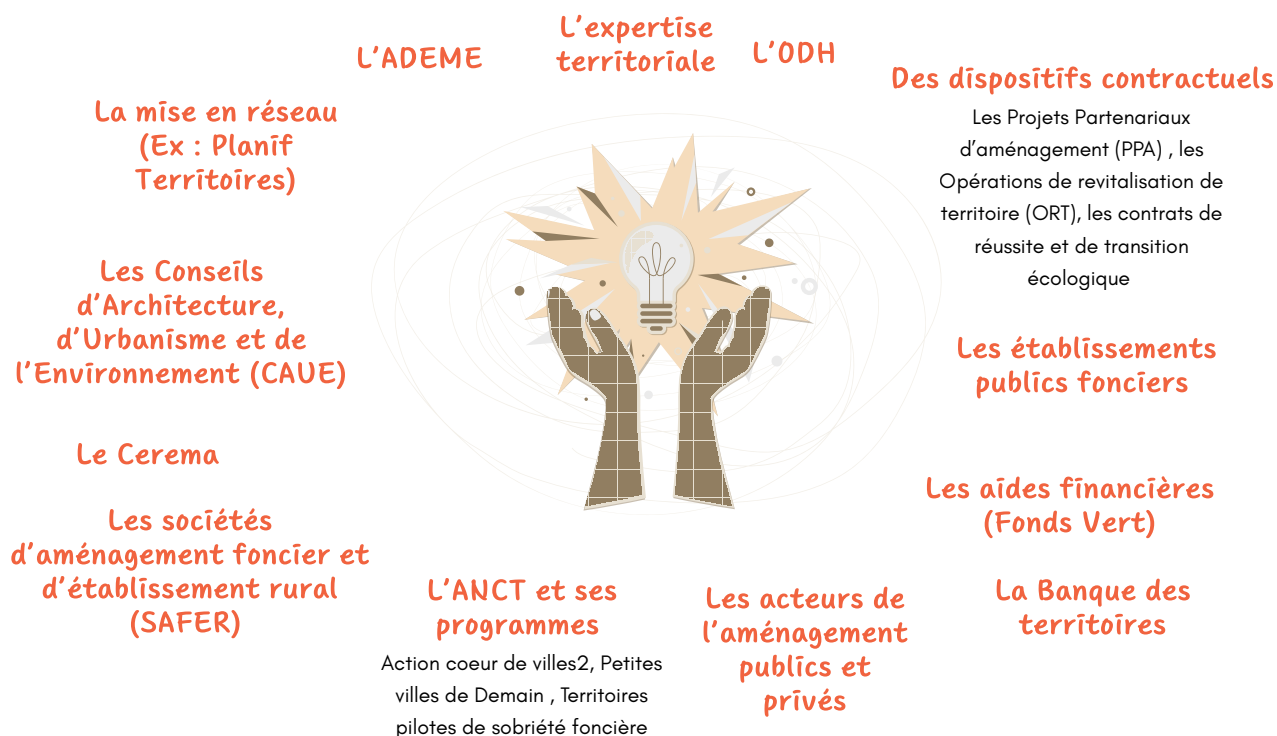 L'ADEME
L'expertise
territoriale
L'ODH
Des dispositifs contractuels
Les Projets Partenariaux
d'aménagement (PPA) , les
Opérations de revitalisation de
territoire (ORT), les contrats de
réussite et de transition
écologique
La mise en réseau
(Ex : Planif
Territoires)
Les Conseils
d'Architecture,
d'Urbanisme et de
l'Environnement (CAUE)
Les établissements
publics fonciers
Le Cerema
Les aides financières
(Fonds Vert)
Les sociétés
d'aménagement foncier et
d'établissement rural
(SAFER)
L'ANCT et ses
programmes
Action coeur de villes2, Petites
villes de Demain , Territoires
pilotes de sobriété foncière
Les acteurs de
l'aménagement
publics et
privés
La Banque des
territoires